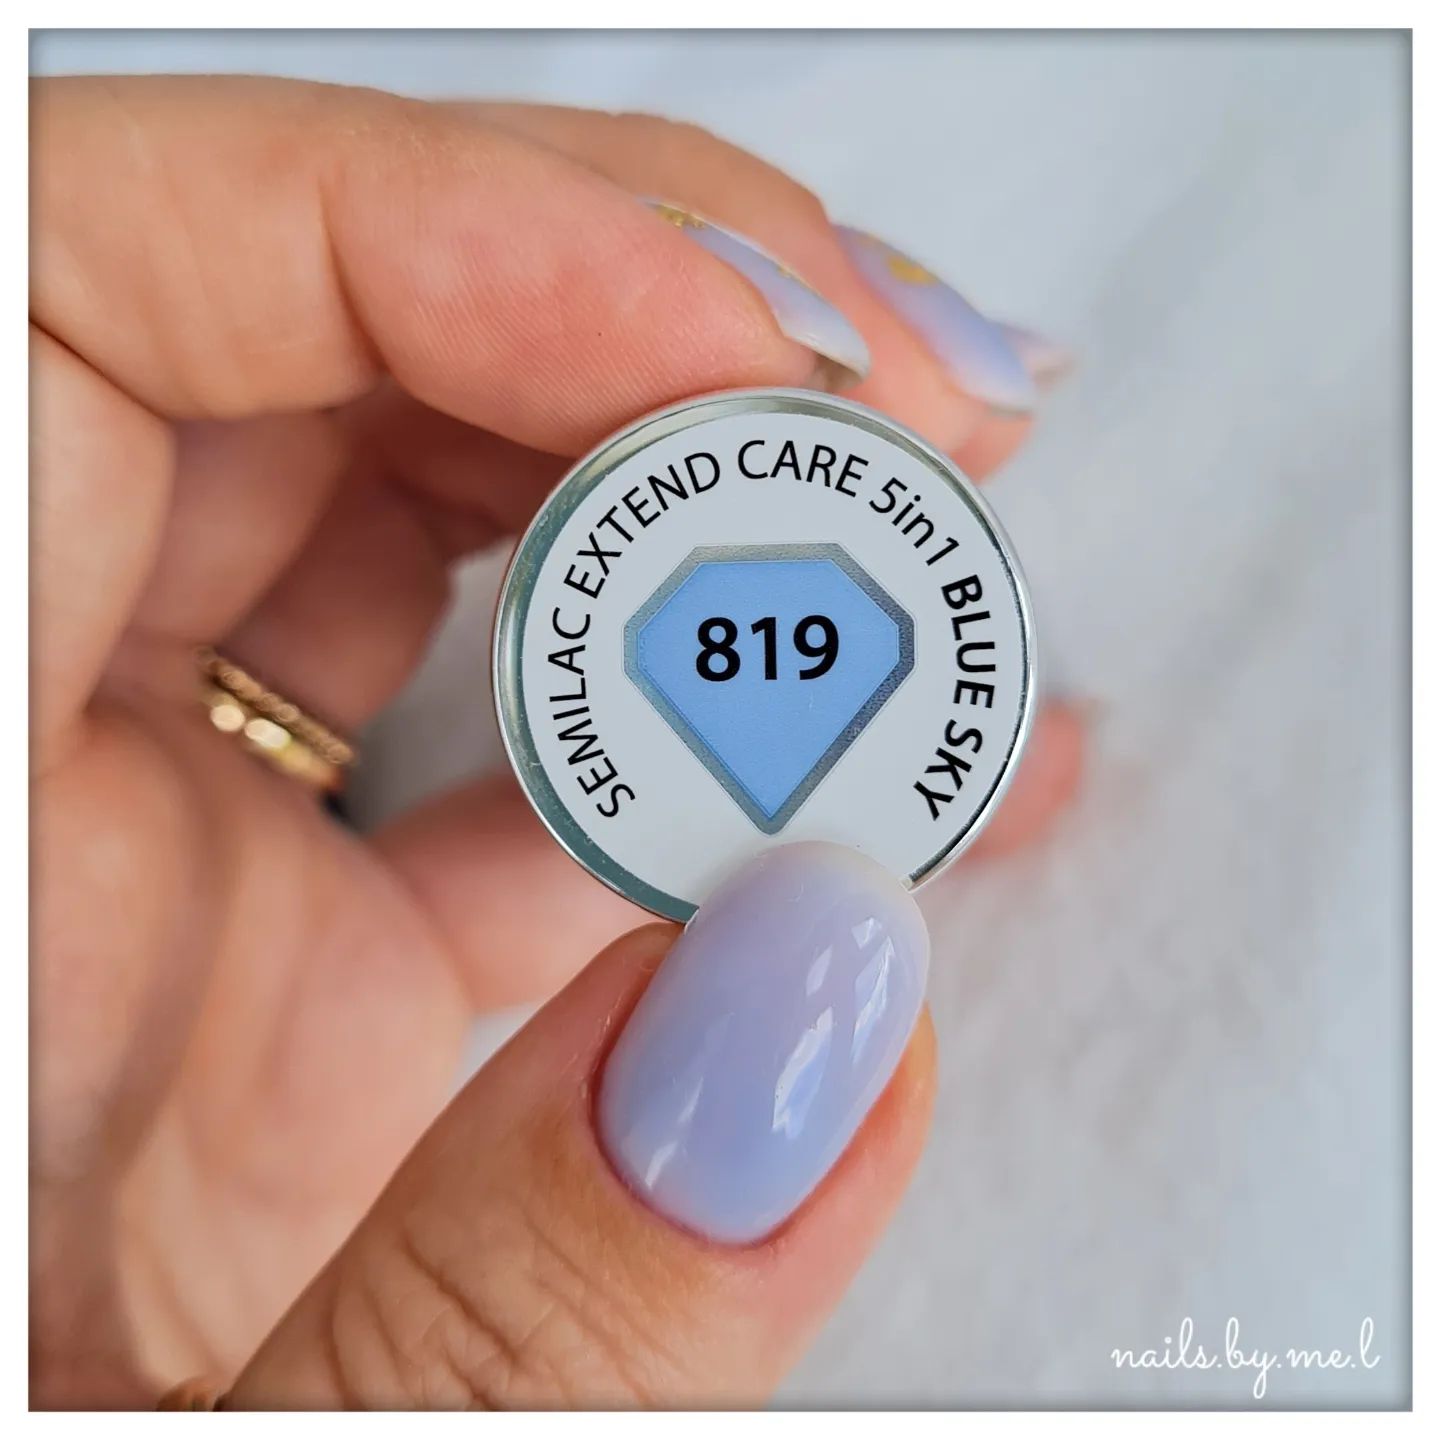 SEMILAC EXTEND CARE 5in1 BLUE SKY
819
nails.by.me.l